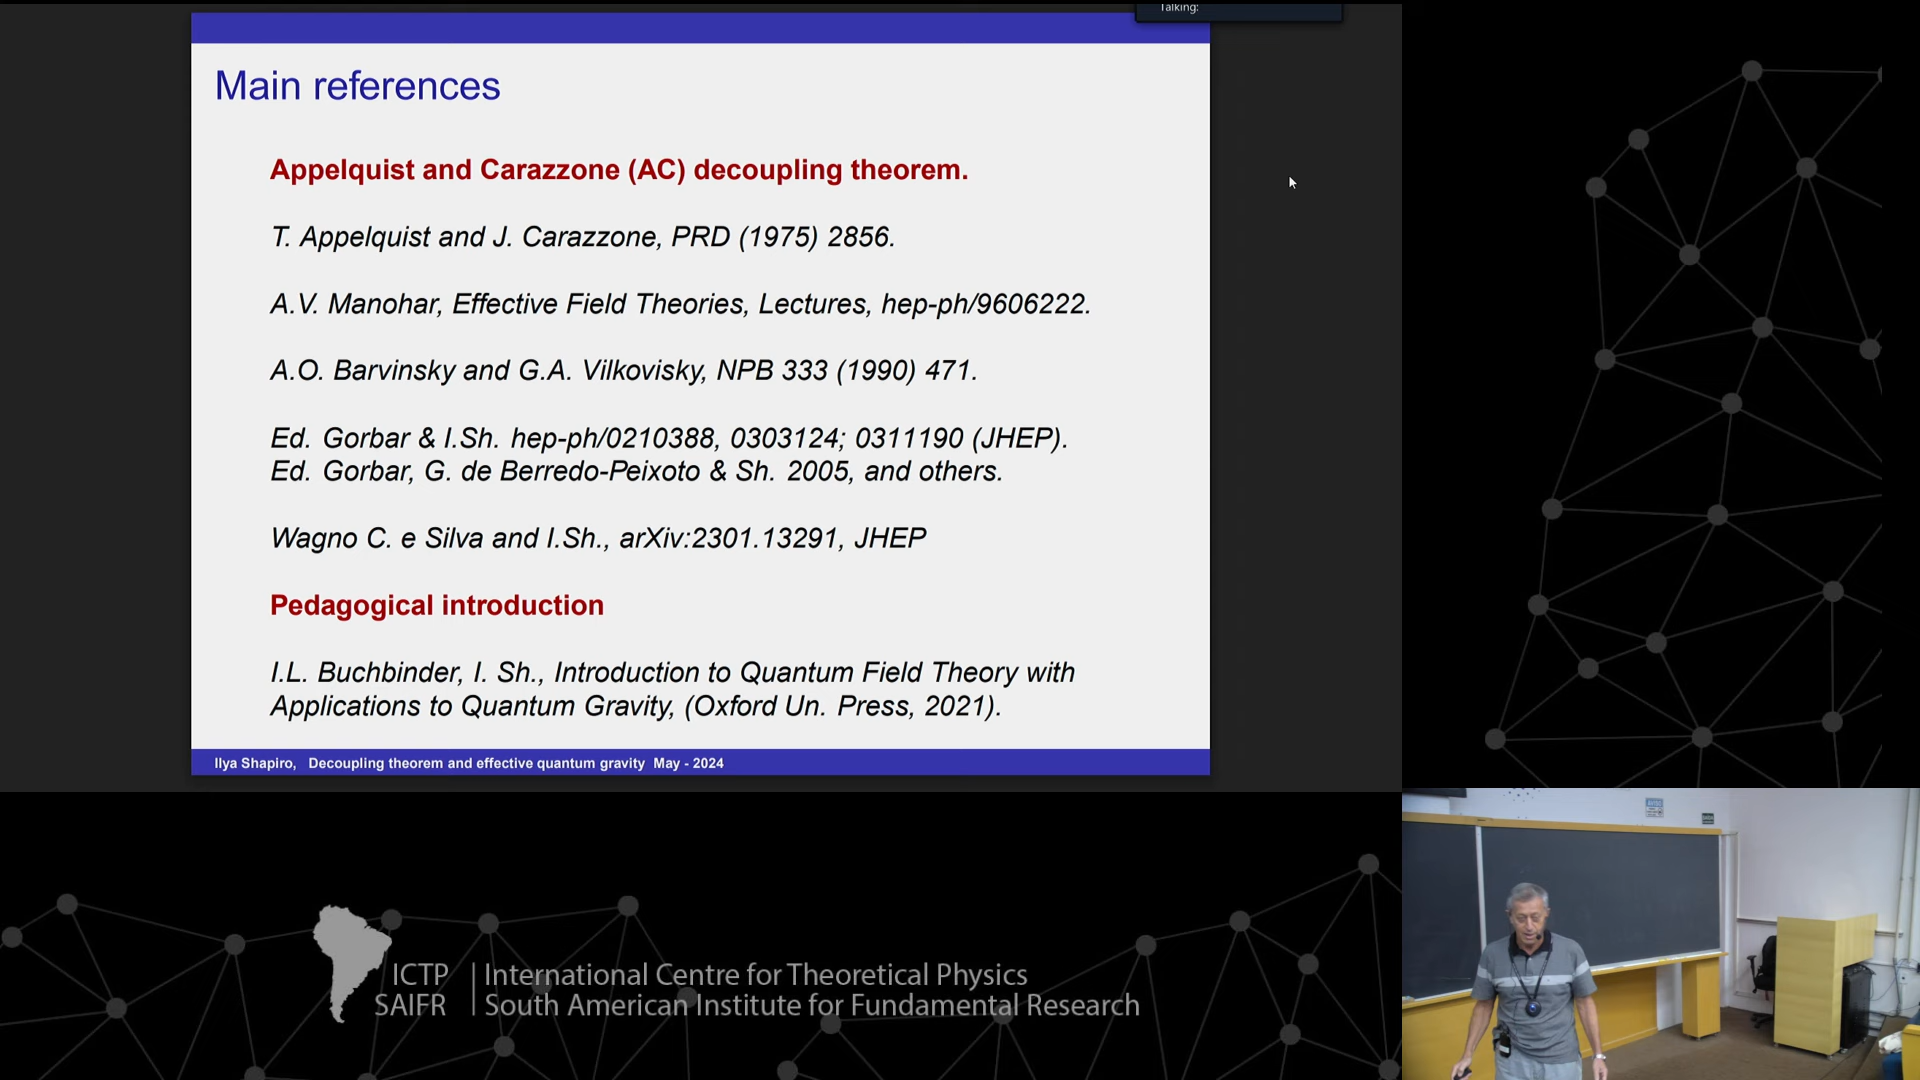 Talking:
Main references
Appelquist and Carazzone (AC) decoupling theorem.
T. Appelquist and J. Carazzone, PRD (1975) 2856.
A.V. Manohar, Effective Field Theories, Lectures, hep-ph/9606222.
A.O. Barvinsky and G.A. Vilkovisky, NPB 333 (1990) 471.
Ed. Gorbar & I.Sh. hep-ph/0210388, 0303124; 0311190 (JHEP).
Ed. Gorbar, G. de Berredo-Peixoto & Sh. 2005, and others.
Wagno C. e Silva and I.Sh., arXiv:2301.13291, JHEP
Pedagogical introduction
I.L. Buchbinder, I. Sh., Introduction to Quantum Field Theory with
Applications to Quantum Gravity, (Oxford Un. Press, 2021).
Ilya Shapiro, Decoupling theorem and effective quantum gravity May - 2024
ICTP | International Centre for Theoretical Physics
SAIFR | South American Institute for Fundamental Research